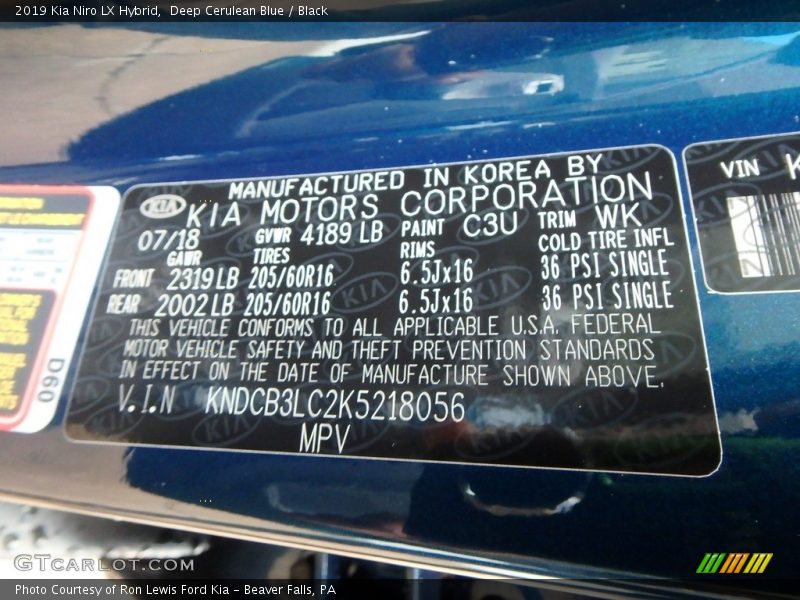 2019 Kia Niro LX Hybrid, Deep Cerulean Blue / Black
MANUFACTURED IN KOREA BY
KIA KIA MOTORS CORPORATION
07/18 GVWR 4189 LB PAINT C3U TRIM WK
GAWR TIRES RIMS COLD TIRE INFL
FRONT 2319 LB 205/60R16 6.5Jx16 36 PSI SINGLE
REAR 2002 LB 205/60R16 6.5Jx16 36 PSI SINGLE
THIS VEHICLE CONFORMS TO ALL APPLICABLE U.S.A. FEDERAL
MOTOR VEHICLE SAFETY AND THEFT PREVENTION STANDARDS
IN EFFECT ON THE DATE OF MANUFACTURE SHOWN ABOVE.
V.I.N KNDCB3LC2K5218056
MPV
VIN K
D60
GTCARLOT.COM
Photo Courtesy of Ron Lewis Ford Kia - Beaver Falls, PA